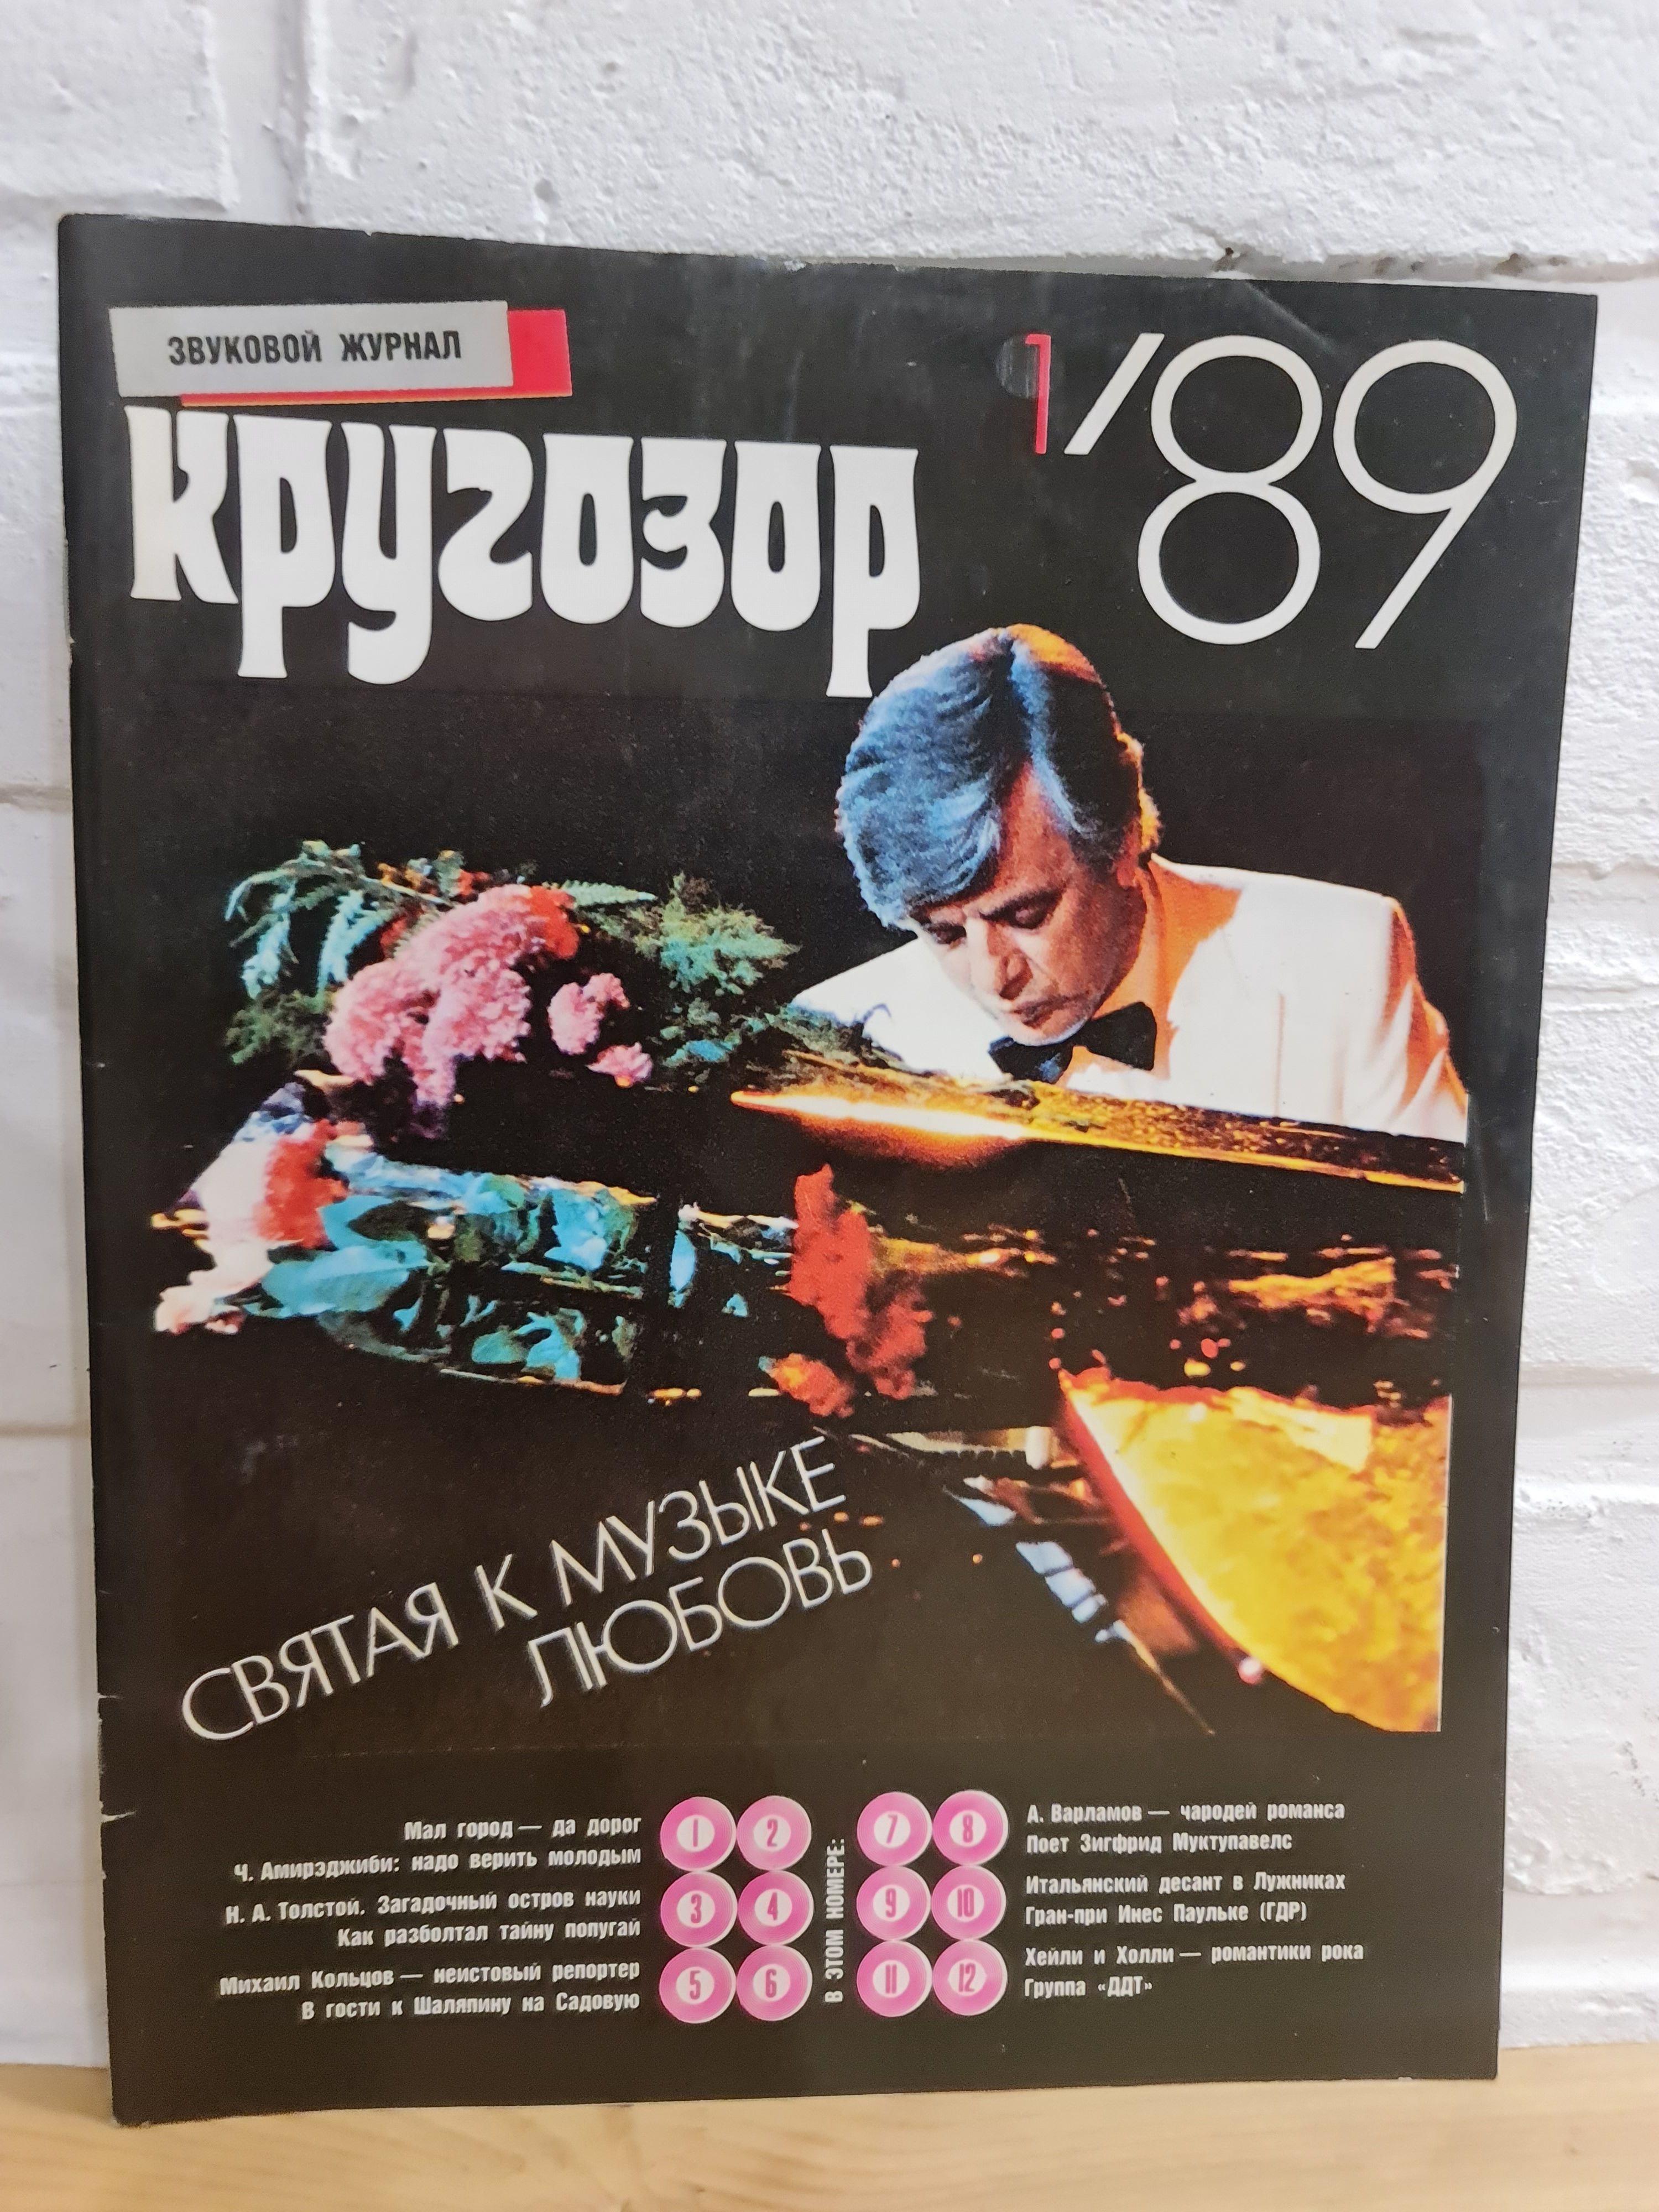 ЗВУКОВОЙ ЖУРНАЛ
кругозор
1/89
СВЯТАЯ К МУЗЫКЕ
ЛЮБОВЬ
Мал город — да дорог
Ч. Амирэджиби: надо верить молодым
Н. А. Толстой. Загадочный остров науки
Как разболтал тайну попугай
Михаил Кольцов — неистовый репортер
В гости к Шаляпину на Садовую
1 2
3 4
5 6
В ЭТОМ НОМЕРЕ:
7 8
9 10
11 12
А. Варламов — чародей романса
Поет Зигфрид Муктупавелс
Итальянский десант в Лужниках
Гран-при Инес Паульке (ГДР)
Хейли и Холли — романтики рока
Группа «ДДТ»